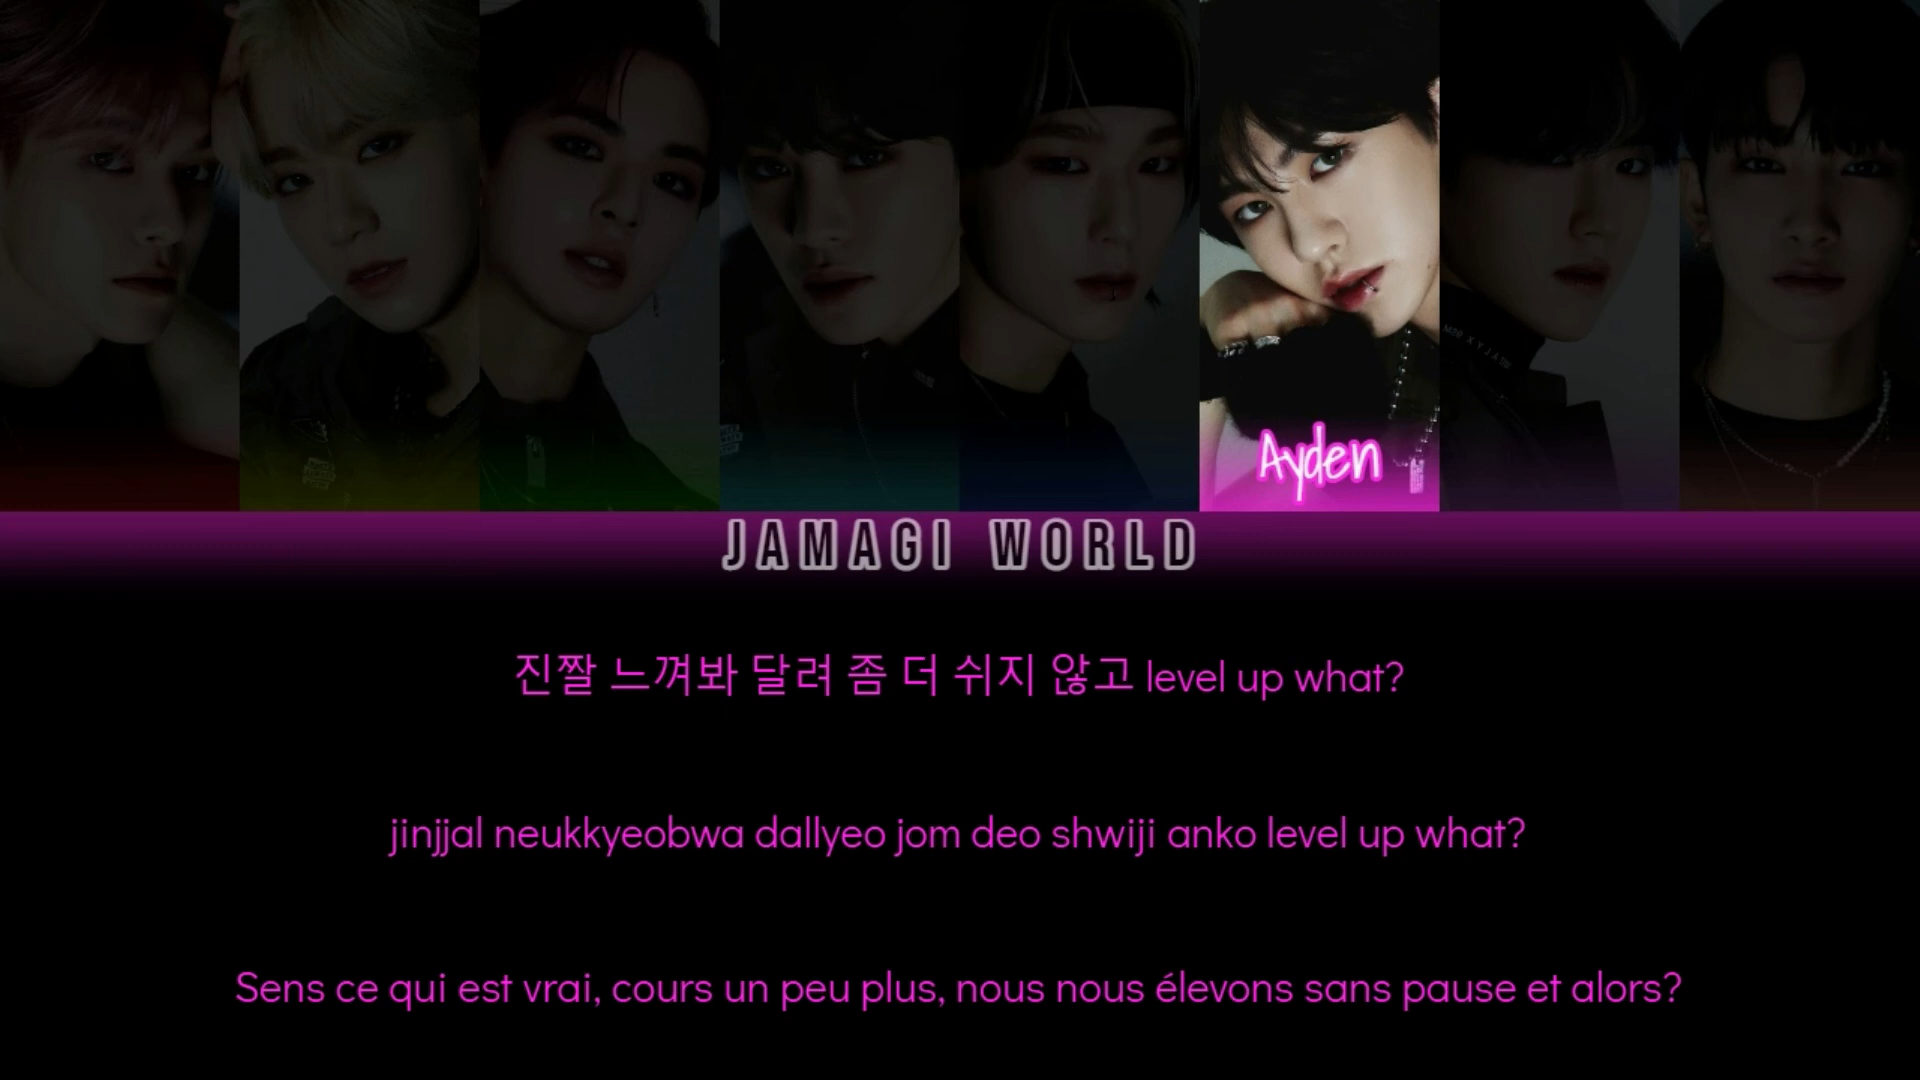 Ayden
JAMAGI WORLD
진짤 느껴봐 달려 좀 더 쉬지 않고 level up what?
jinjjal neukkyeobwa dallyeo jom deo shwiji anko level up what?
Sens ce qui est vrai, cours un peu plus, nous nous élevons sans pause et alors?